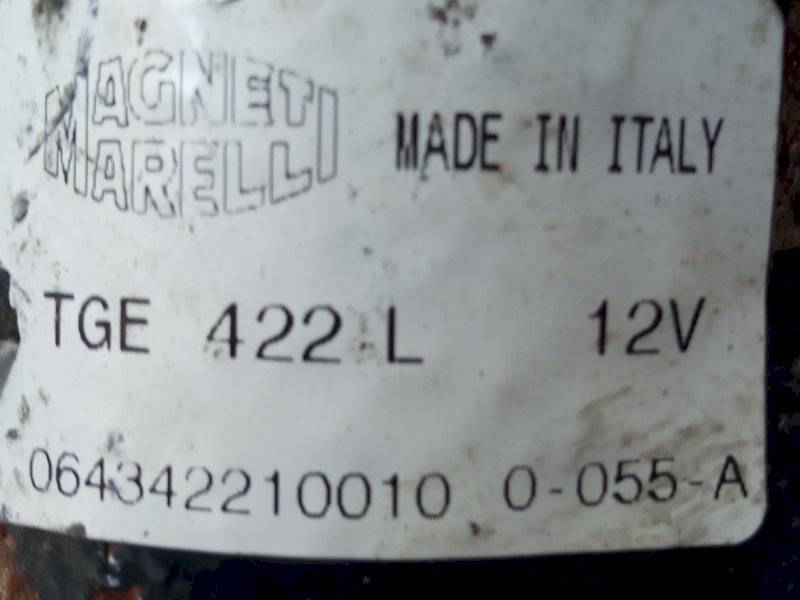 MAGNETI
MARELLI
MADE IN ITALY
TGE 422 L 12V
064342210010 0-055-A